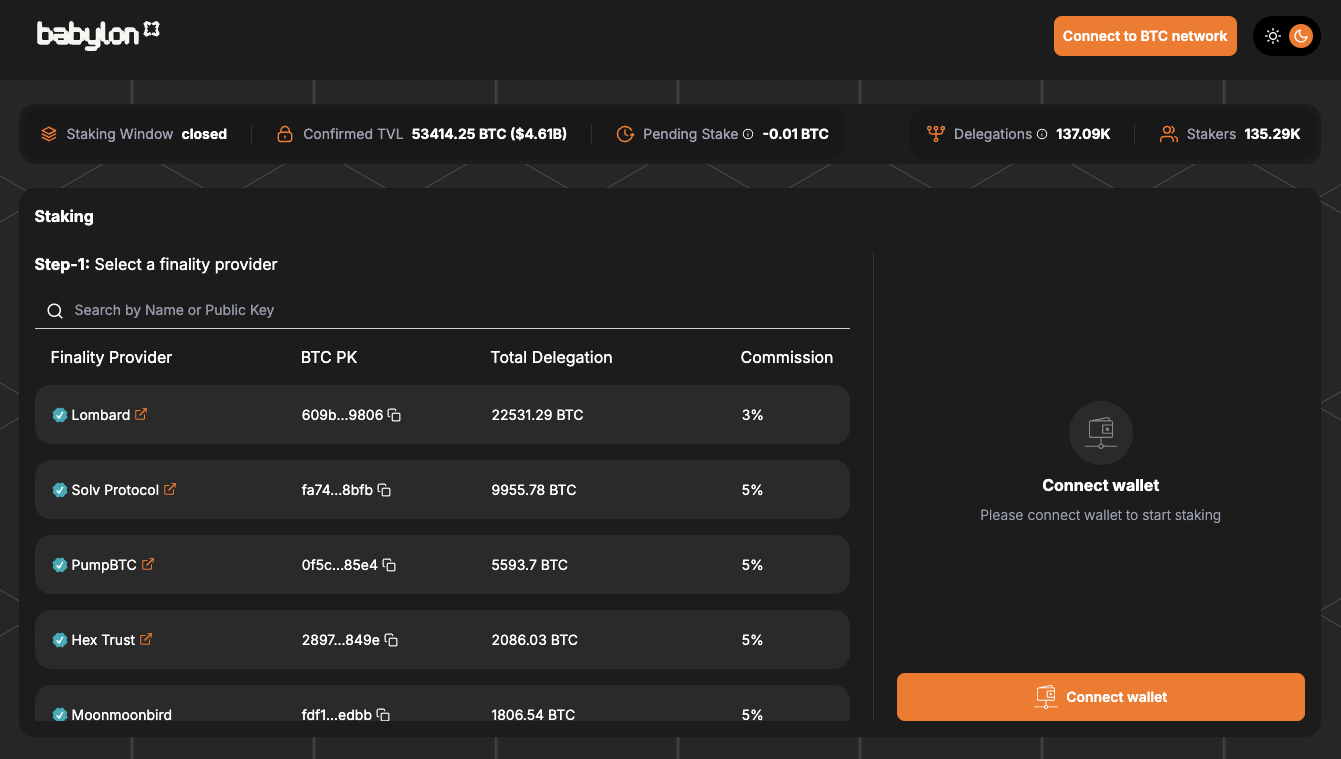 babylon
Connect to BTC network
Staking Window closed
Confirmed TVL 53414.25 BTC ($4.61B)
Pending Stake -0.01 BTC
Delegations 137.09K
Stakers 135.29K
Staking
Step-1: Select a finality provider
Search by Name or Public Key
Finality Provider BTC PK Total Delegation Commission
Lombard 609b...9806 22531.29 BTC 3%
Solv Protocol fa74...8bfb 9955.78 BTC 5%
PumpBTC 0f5c...85e4 5593.7 BTC 5%
Hex Trust 2897...849e 2086.03 BTC 5%
Moonmoonbird fdf1...edbb 1806.54 BTC 5%
Connect wallet
Please connect wallet to start staking
Connect wallet